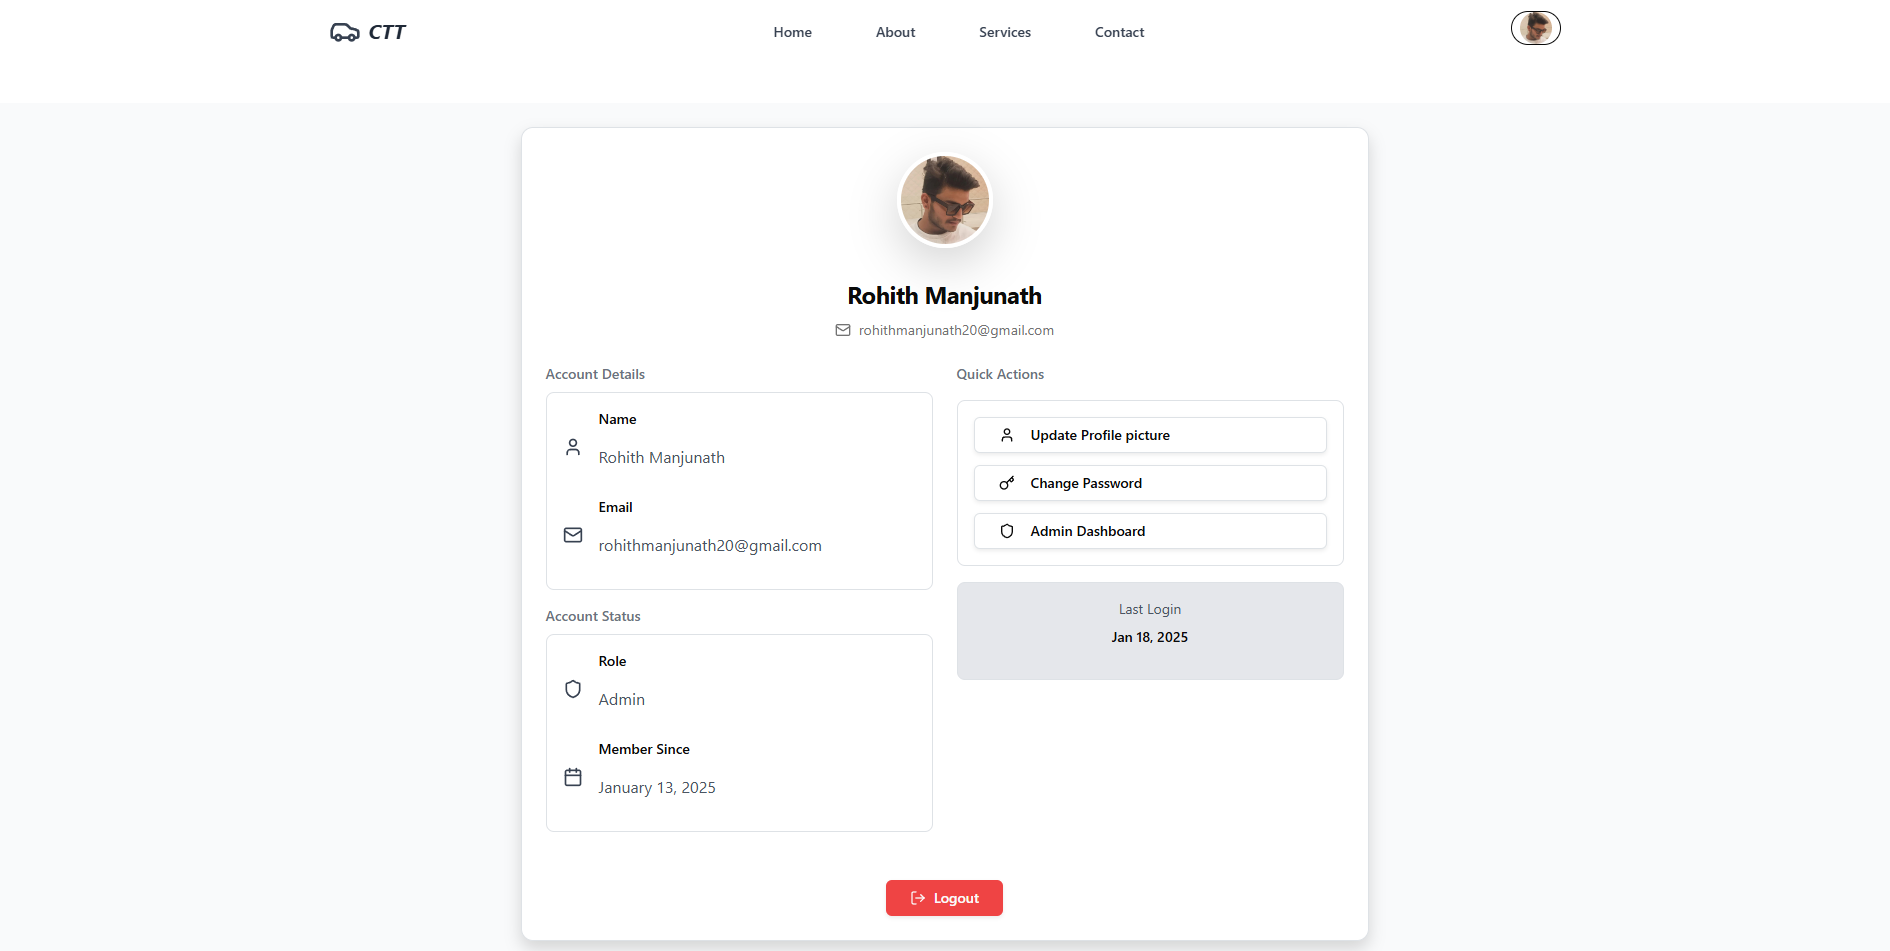 CTT
Home
About
Services
Contact
Rohith Manjunath
rohithmanjunath20@gmail.com
Account Details
Name
Rohith Manjunath
Email
rohithmanjunath20@gmail.com
Account Status
Role
Admin
Member Since
January 13, 2025
Quick Actions
Update Profile picture
Change Password
Admin Dashboard
Last Login
Jan 18, 2025
Logout